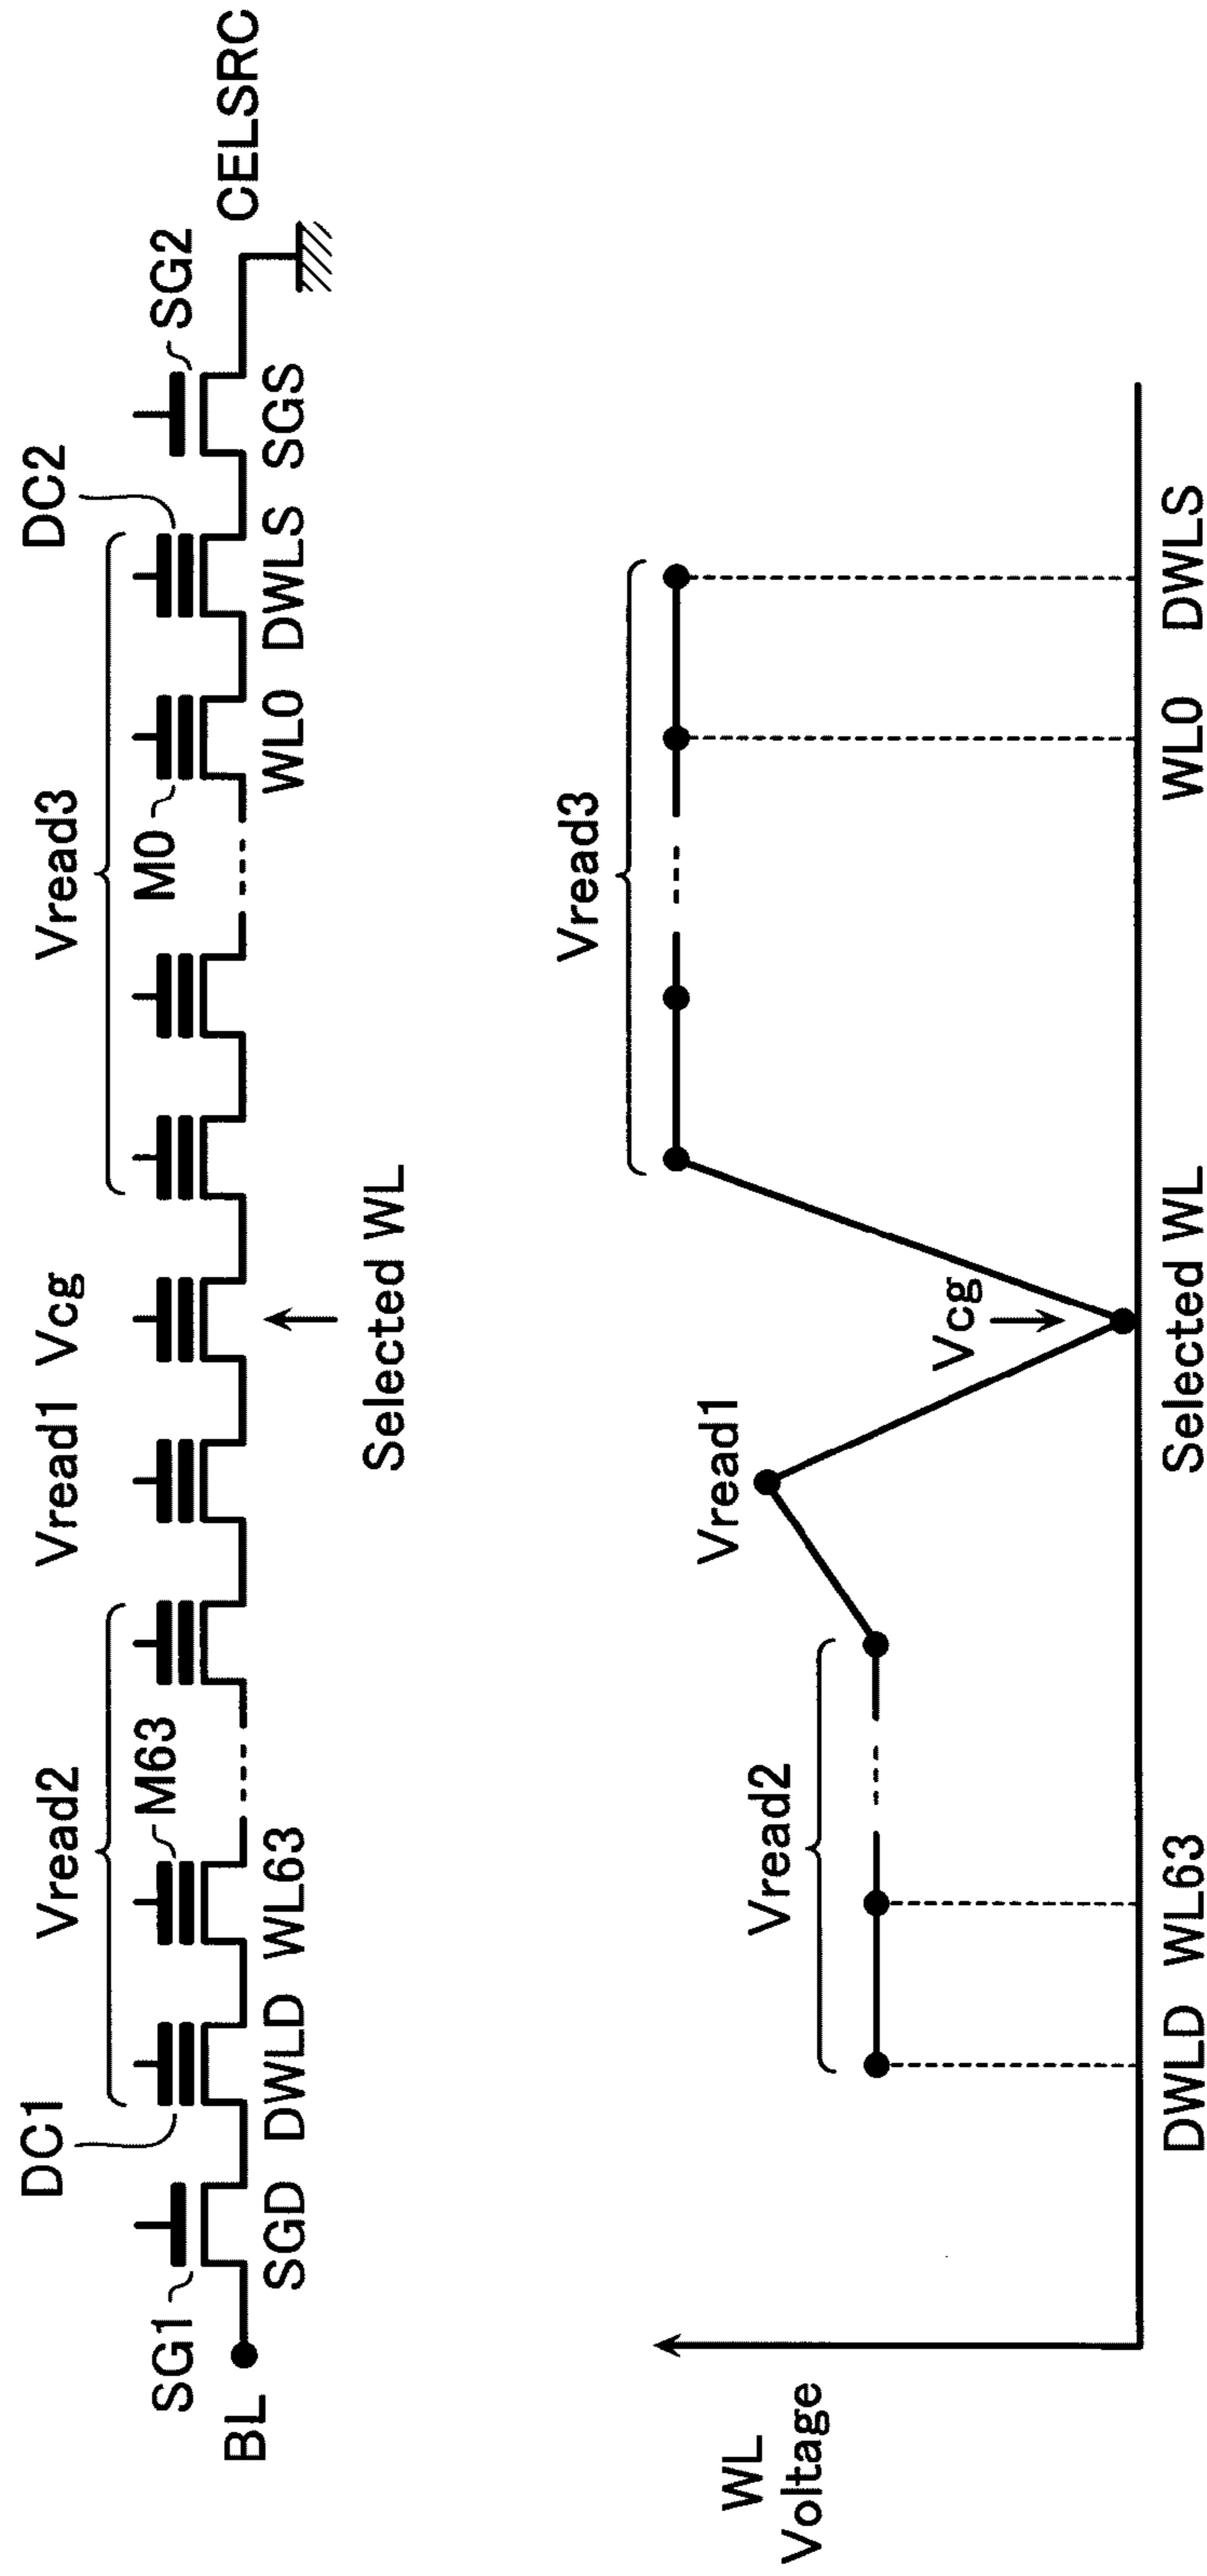 DC1
Vread2
Vread1
Vcg
Vread3
DC2
SG1
M63
M0
SG2
BL
CELSRC
SGD
DWLD
WL63
WL0
DWLS
SGS
Selected WL
Vread3
WL
Voltage
Vread2
Vread1
Vcg
DWLD
WL63
Selected WL
WL0
DWLS